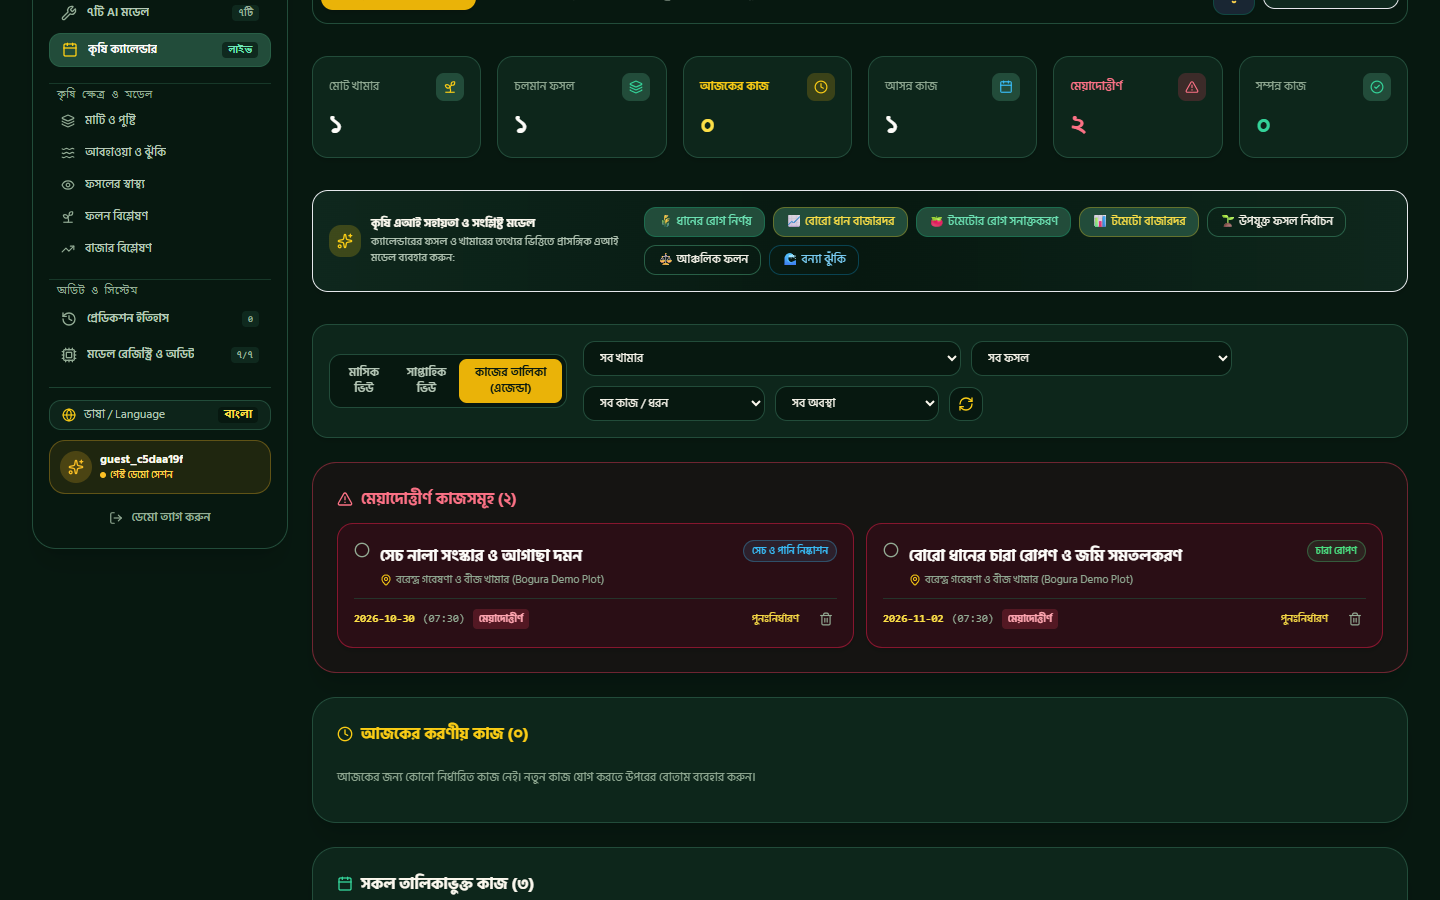 ৭টি AI মডেল ৭টি
কৃষি ক্যালেন্ডার লাইভ
কৃষি ক্ষেত্র ও মডেল
মাটি ও পুষ্টি
আবহাওয়া ও ঝুঁকি
ফসলের স্বাস্থ্য
ফলন বিশ্লেষণ
বাজার বিশ্লেষণ
অডিট ও সিস্টেম
প্রেডিকশন ইতিহাস 0
মডেল রেজিস্ট্রি ও অডিট ৭/৭
ভাষা / Language বাংলা
guest_c5daa19f
গেস্ট ডেমো সেশন
ডেমো ত্যাগ করুন
মোট খামার
১
চলমান ফসল
১
আজকের কাজ
০
আসন্ন কাজ
১
মেয়াদোত্তীর্ণ
২
সম্পন্ন কাজ
০
কৃষি এআই সহায়তা ও সংশ্লিষ্ট মডেল
ক্যালেন্ডারের ফসল ও খামারের তথ্যের ভিত্তিতে প্রাসঙ্গিক এআই
মডেল ব্যবহার করুন:
ধানের রোগ নির্ণয়
বোরো ধান বাজারদর
টমেটোর রোগ সনাক্তকরণ
টমেটো বাজারদর
উপযুক্ত ফসল নির্বাচন
আঞ্চলিক ফলন
বন্যা ঝুঁকি
মাসিক
ভিউ
সাপ্তাহিক
ভিউ
কাজের তালিকা
(এজেন্ডা)
সব খামার
সব ফসল
সব কাজ / ধরন
সব অবস্থা
মেয়াদোত্তীর্ণ কাজসমূহ (২)
সেচ নালা সংস্কার ও আগাছা দমন
সেচ ও পানি নিষ্কাশন
বরেন্দ্র গবেষণা ও বীজ খামার (Bogura Demo Plot)
2026-10-30 (07:30) মেয়াদোত্তীর্ণ পুনঃনির্ধারণ
বোরো ধানের চারা রোপণ ও জমি সমতলকরণ
চারা রোপণ
বরেন্দ্র গবেষণা ও বীজ খামার (Bogura Demo Plot)
2026-11-02 (07:30) মেয়াদোত্তীর্ণ পুনঃনির্ধারণ
আজকের করণীয় কাজ (০)
আজকের জন্য কোনো নির্ধারিত কাজ নেই। নতুন কাজ যোগ করতে উপরের বোতাম ব্যবহার করুন।
সকল তালিকাভুক্ত কাজ (৩)